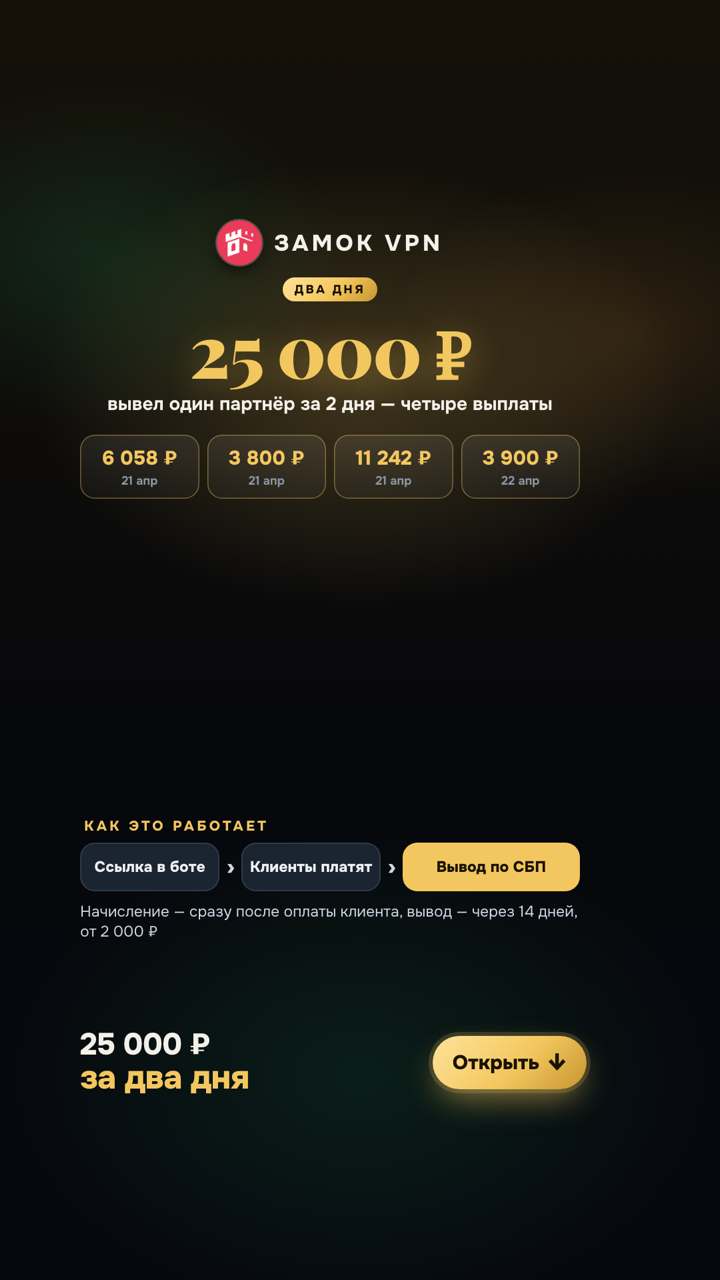 ЗАМОК VPN
ДВА ДНЯ
25 000 ₽
вывел один партнёр за 2 дня — четыре выплаты
6 058 ₽ 3 800 ₽ 11 242 ₽ 3 900 ₽
21 апр 21 апр 21 апр 22 апр
КАК ЭТО РАБОТАЕТ
Ссылка в боте › Клиенты платят › Вывод по СБП
Начисление — сразу после оплаты клиента, вывод — через 14 дней,
от 2 000 ₽
25 000 ₽
за два дня
Открыть ↓